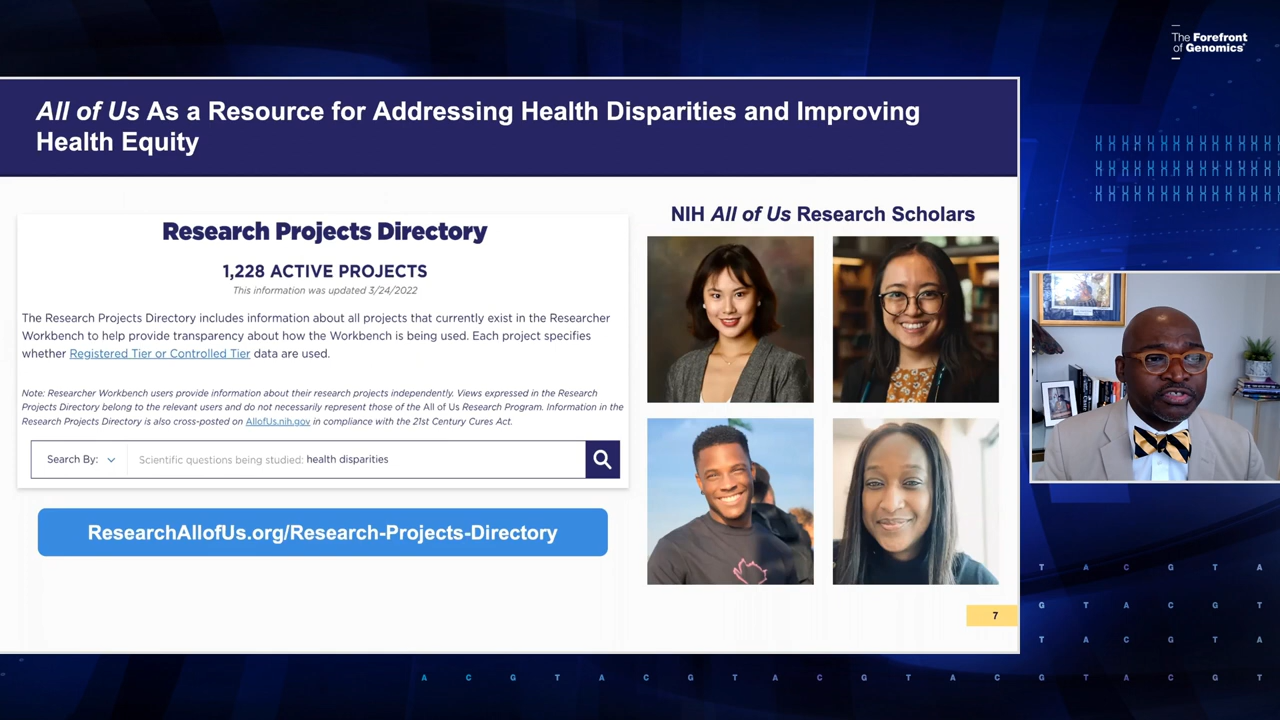 The Forefront
of Genomics®
All of Us As a Resource for Addressing Health Disparities and Improving
Health Equity
Research Projects Directory
1,228 ACTIVE PROJECTS
This information was updated 3/24/2022
The Research Projects Directory includes information about all projects that currently exist in the Researcher
Workbench to help provide transparency about how the Workbench is being used. Each project specifies
whether Registered Tier or Controlled Tier data are used.
Note: Researcher Workbench users provide information about their research projects independently. Views expressed in the Research
Projects Directory belong to the relevant users and do not necessarily represent those of the All of Us Research Program. Information in the
Research Projects Directory is also cross-posted on AllofUs.nih.gov in compliance with the 21st Century Cures Act.
Search By: Scientific questions being studied: health disparities
ResearchAllofUs.org/Research-Projects-Directory
NIH All of Us Research Scholars
7
T A C G T A
G T A C G T
T A C G T A
A C G T A C G T A C G T A C G T A C G T